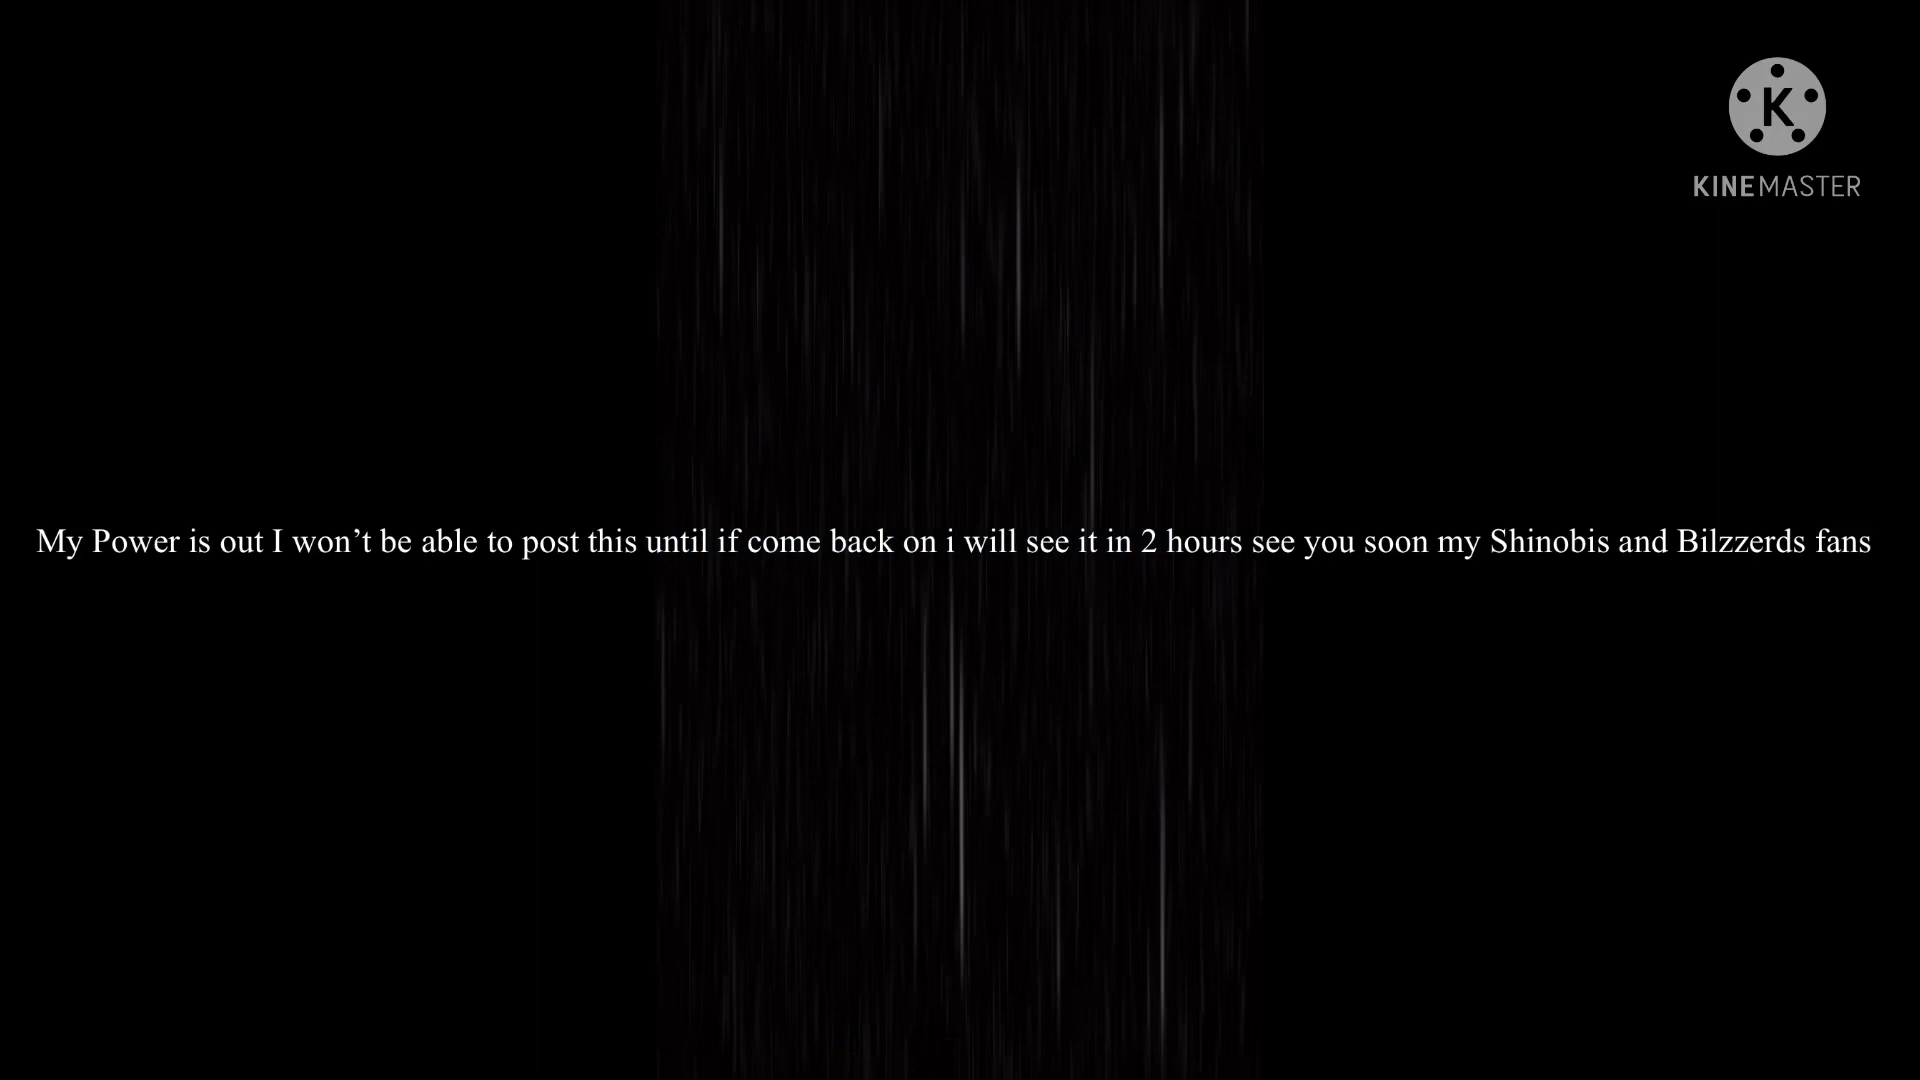 K
KINEMASTER
My Power is out I won’t be able to post this until if come back on i will see it in 2 hours see you soon my Shinobis and Bilzzerds fans